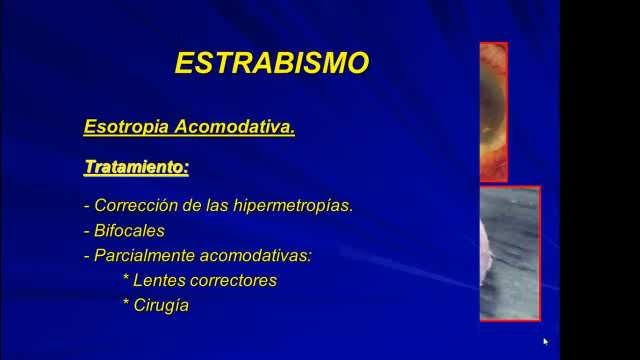 ESTRABISMO
Esotropia Acomodativa.
Tratamiento:
- Corrección de las hipermetropías.
- Bifocales
- Parcialmente acomodativas:
* Lentes correctores
* Cirugía